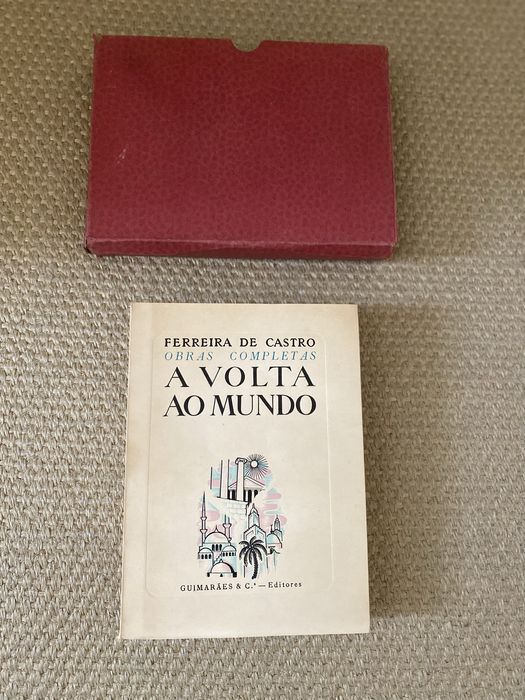 FERREIRA DE CASTRO
OBRAS COMPLETAS
A VOLTA
AO MUNDO
GUIMARÃES & C.ª — Editores